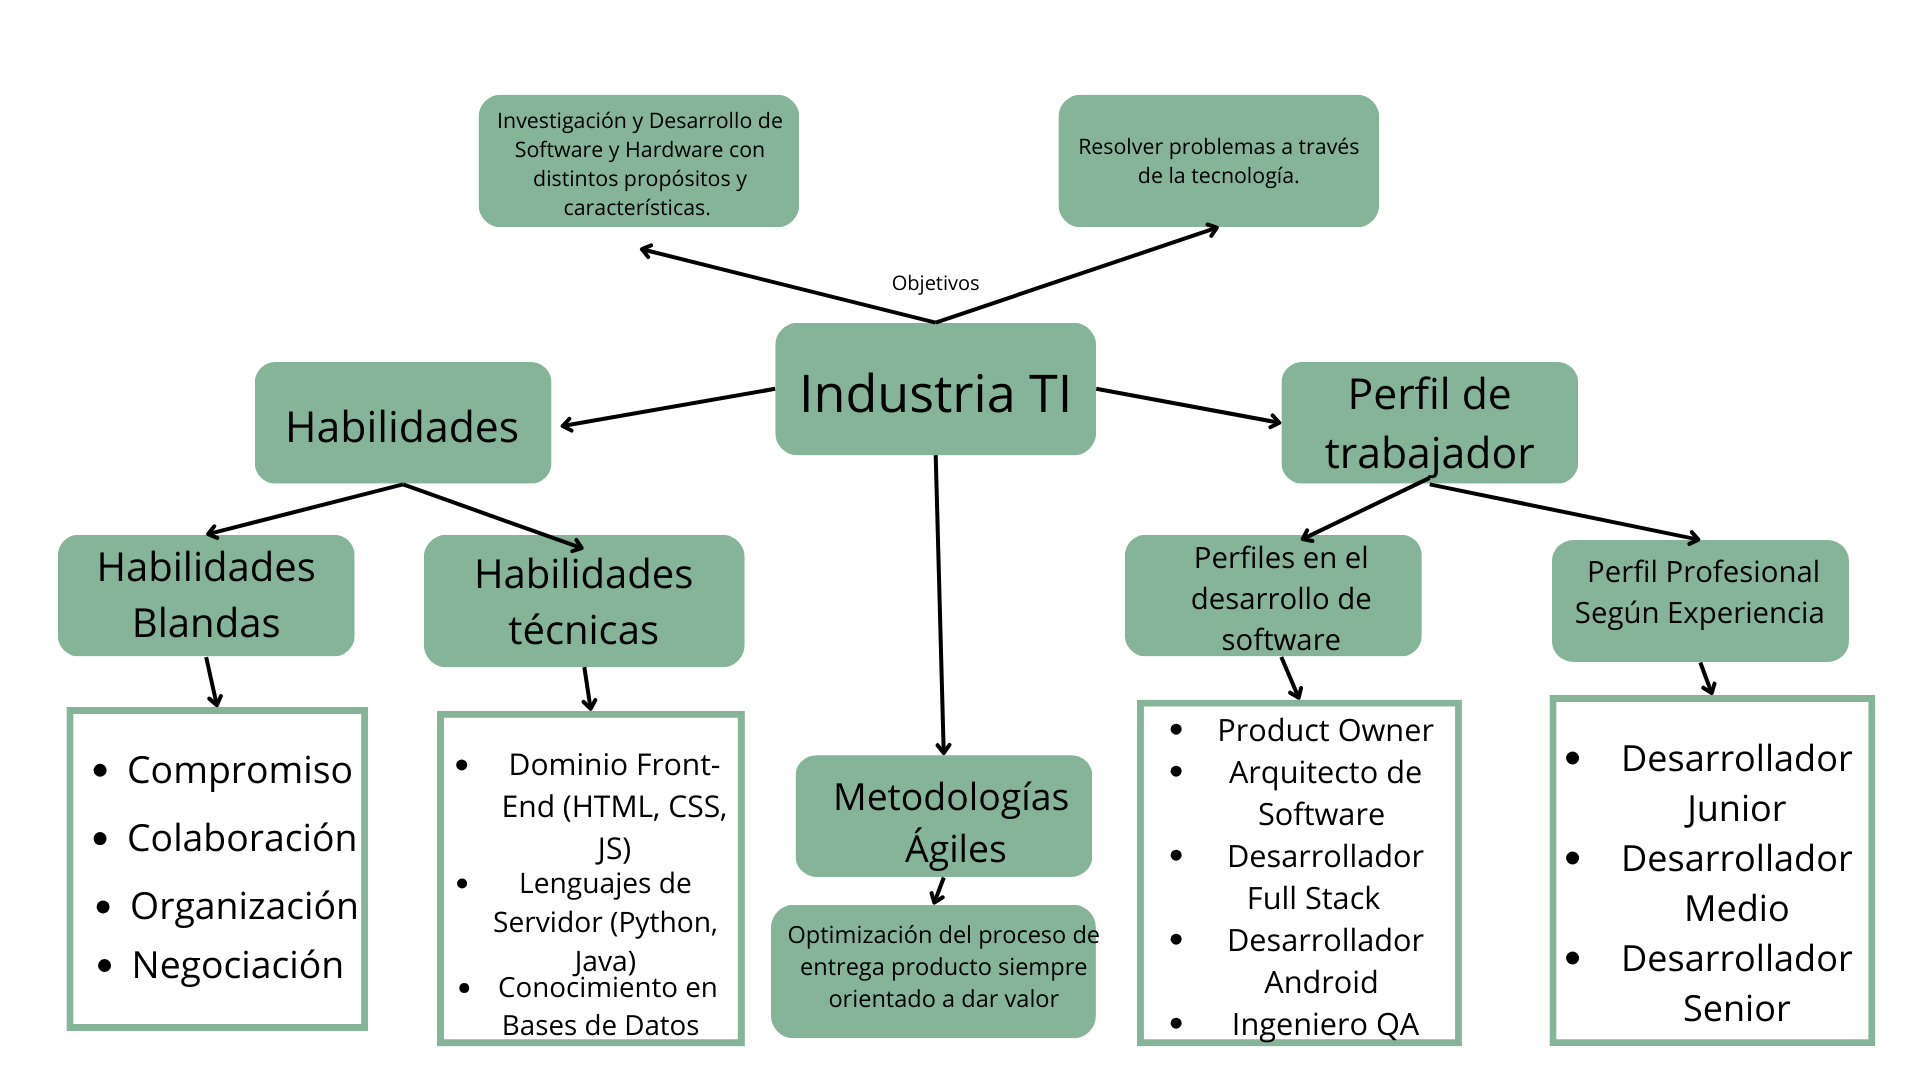 Investigación y Desarrollo de
Software y Hardware con
distintos propósitos y
características.
Resolver problemas a través
de la tecnología.
Objetivos
Industria TI
Habilidades
Perfil de
trabajador
Habilidades
Blandas
Habilidades
técnicas
Perfiles en el
desarrollo de
software
Perfil Profesional
Según Experiencia
• Compromiso
• Colaboración
• Organización
• Negociación
• Dominio Front-
End (HTML, CSS,
JS)
• Lenguajes de
Servidor (Python,
Java)
• Conocimiento en
Bases de Datos
Metodologías
Ágiles
Optimización del proceso de
entrega producto siempre
orientado a dar valor
• Product Owner
• Arquitecto de
Software
• Desarrollador
Full Stack
• Desarrollador
Android
• Ingeniero QA
• Desarrollador
Junior
• Desarrollador
Medio
• Desarrollador
Senior